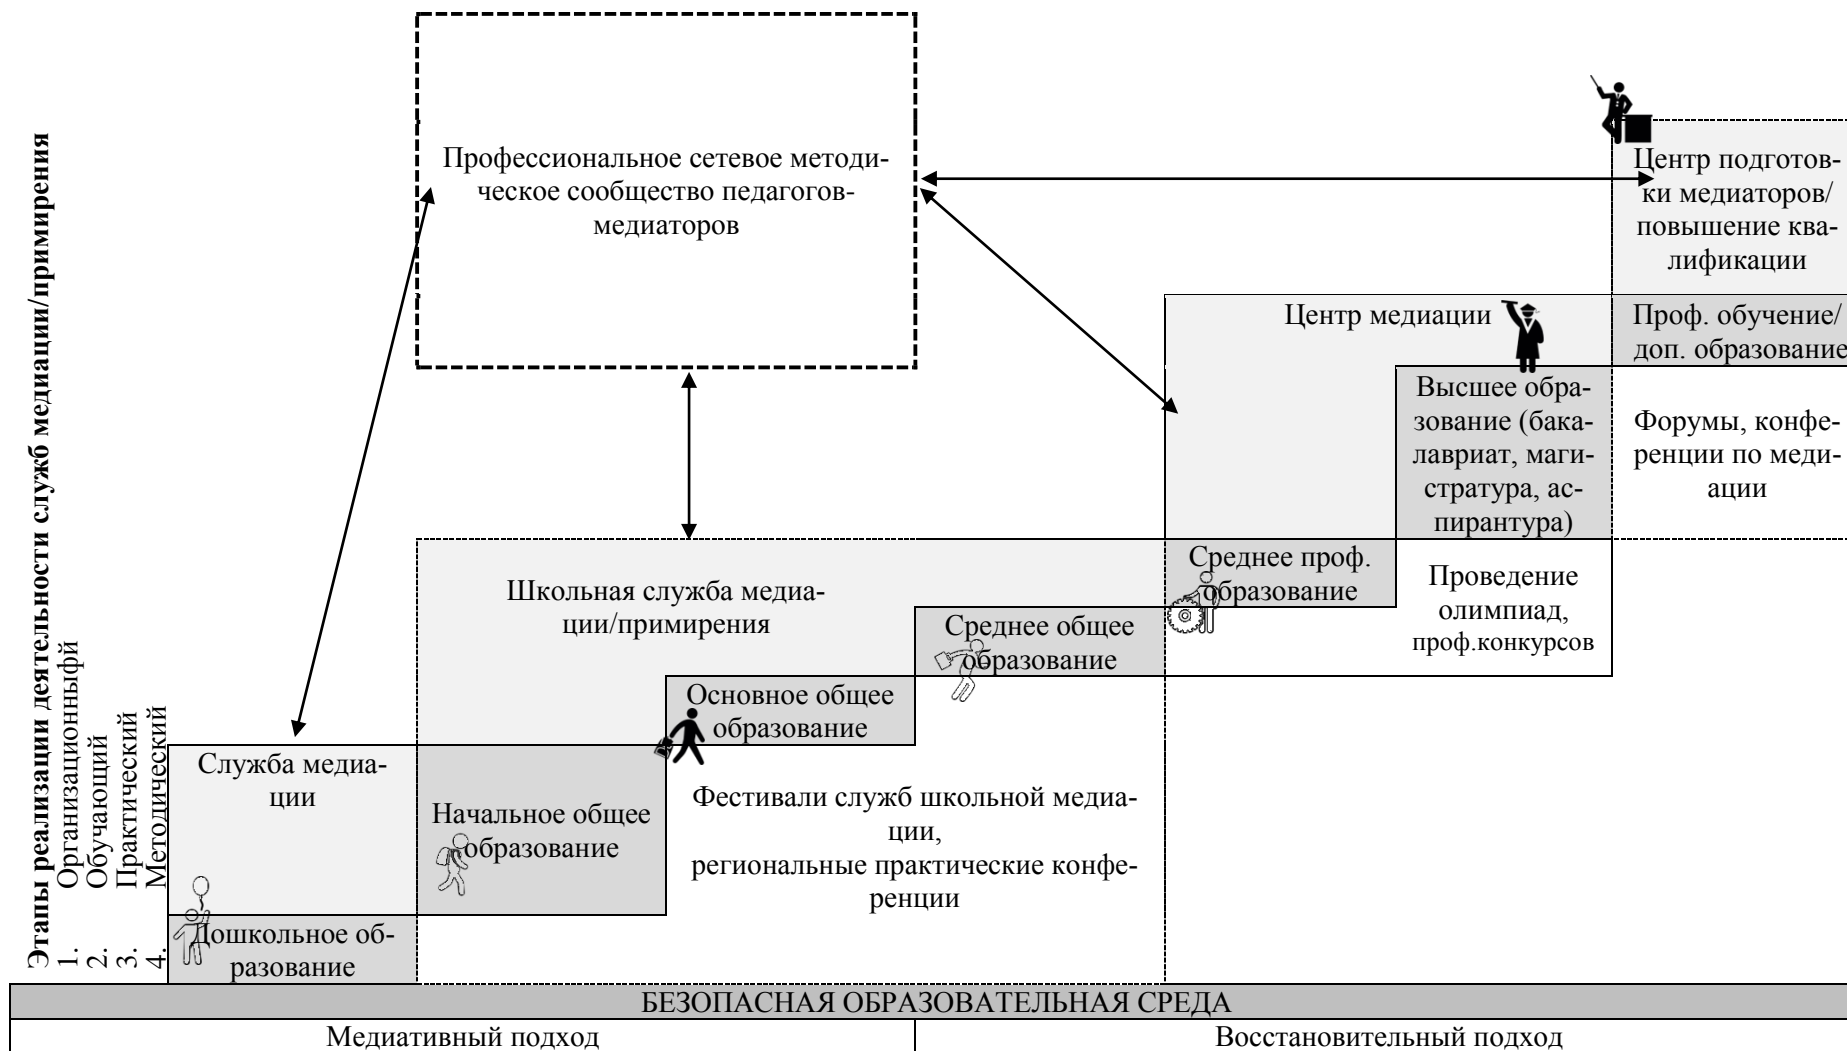 Этапы реализации деятельности служб медиации/примирения
1. Организационныфй
2. Обучающий
3. Практический
4. Методический
Профессиональное сетевое методи-
ческое сообщество педагогов-
медиаторов
Центр подготов-
ки медиаторов/
повышение ква-
лификации
Центр медиации
Проф. обучение/
доп. образование
Высшее обра-
зование (бака-
лавриат, маги-
стратура, ас-
пирантура)
Форумы, конфе-
ренции по меди-
ации
Школьная служба медиа-
ции/примирения
Среднее проф.
образование
Проведение
олимпиад,
проф.конкурсов
Среднее общее
образование
Основное общее
образование
Служба медиа-
ции
Начальное общее
образование
Фестивали служб школьной медиа-
ции,
региональные практические конфе-
ренции
Дошкольное об-
разование
БЕЗОПАСНАЯ ОБРАЗОВАТЕЛЬНАЯ СРЕДА
Медиативный подход
Восстановительный подход